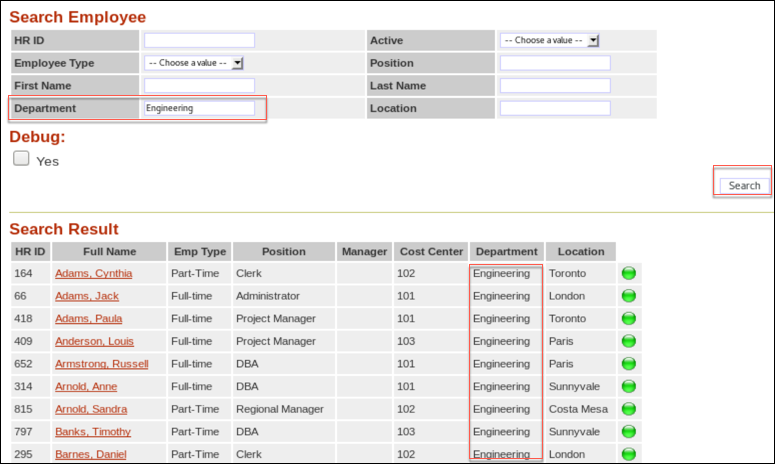 Search Employee
HR ID Active -- Choose a value --
Employee Type -- Choose a value -- Position
First Name Last Name
Department Engineering Location
Debug:
Yes
Search
Search Result
HR ID Full Name Emp Type Position Manager Cost Center Department Location
164 Adams, Cynthia Part-Time Clerk 102 Engineering Toronto
66 Adams, Jack Full-time Administrator 101 Engineering London
418 Adams, Paula Full-time Project Manager 101 Engineering Toronto
409 Anderson, Louis Full-time Project Manager 103 Engineering Paris
652 Armstrong, Russell Full-time DBA 101 Engineering Paris
314 Arnold, Anne Full-time DBA 101 Engineering Sunnyvale
815 Arnold, Sandra Part-Time Regional Manager 102 Engineering Costa Mesa
797 Banks, Timothy Part-Time DBA 103 Engineering Sunnyvale
295 Barnes, Daniel Part-Time Clerk 102 Engineering London